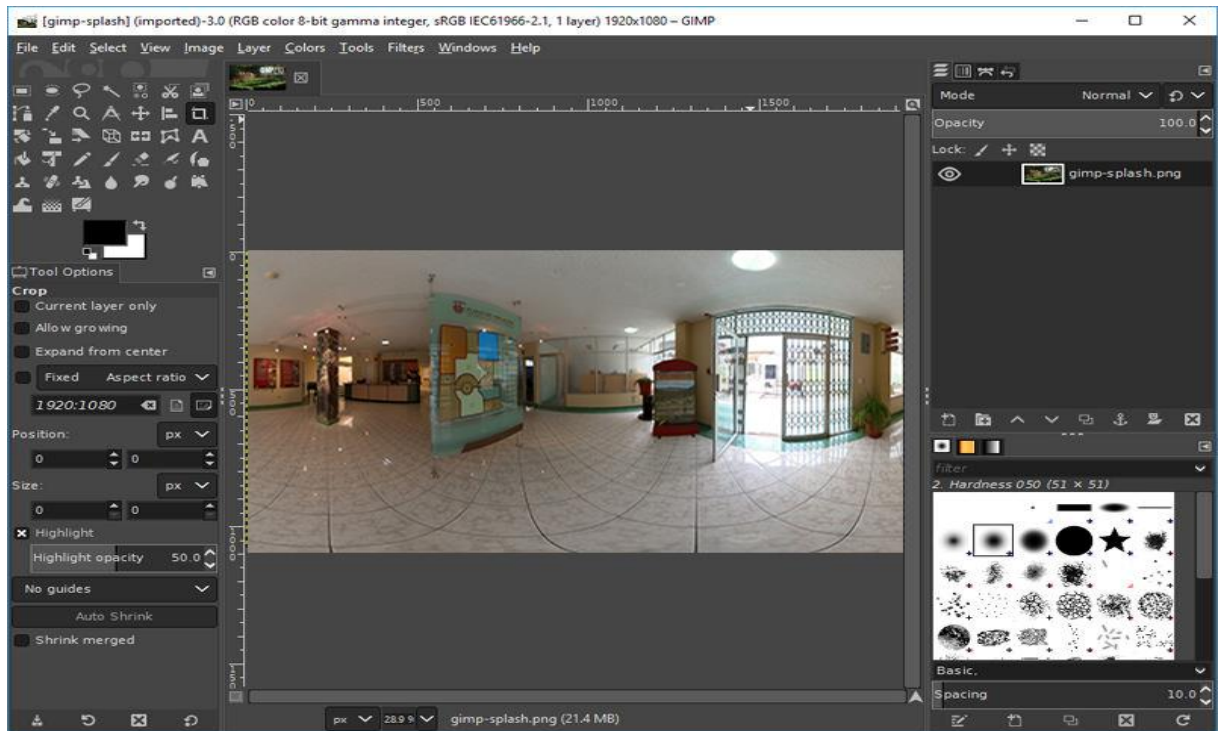 [gimp-splash] (imported)-3.0 (RGB color 8-bit gamma integer, sRGB IEC61966-2.1, 1 layer) 1920x1080 – GIMP
File Edit Select View Image Layer Colors Tools Filters Windows Help
0 500 1000 1500
Tool Options
Crop
Current layer only
Allow growing
Expand from center
Fixed Aspect ratio
1920:1080
Position: px
0 0
Size: px
0 0
Highlight
Highlight opacity 50.0
No guides
Auto Shrink
Shrink merged
px 28.9 gimp-splash.png (21.4 MB)
Mode Normal
Opacity 100.0
Lock:
gimp-splash.png
filter
2. Hardness 050 (51 × 51)
Basic,
Spacing 10.0